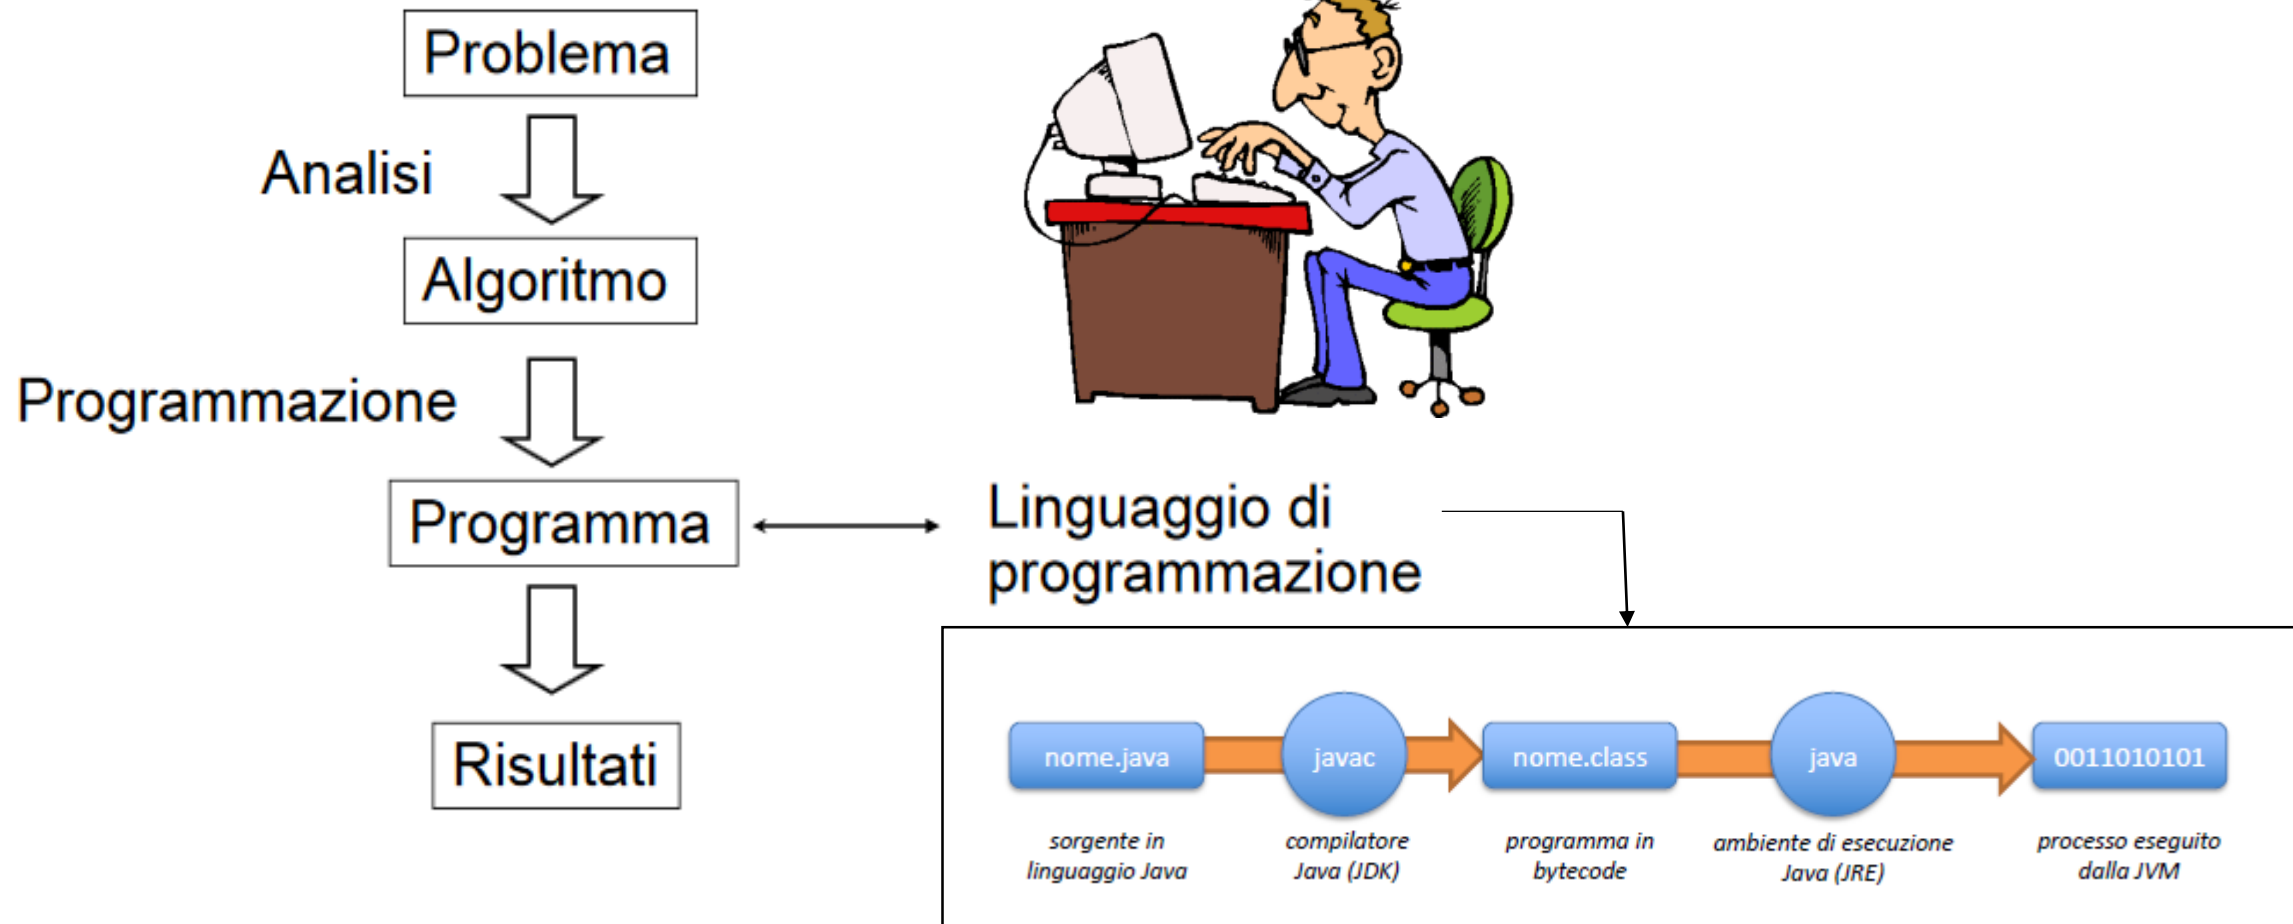 Problema
Analisi
Algoritmo
Programmazione
Programma
Linguaggio di
programmazione
Risultati
nome.java
javac
nome.class
java
0011010101
sorgente in
linguaggio Java
compilatore
Java (JDK)
programma in
bytecode
ambiente di esecuzione
Java (JRE)
processo eseguito
dalla JVM